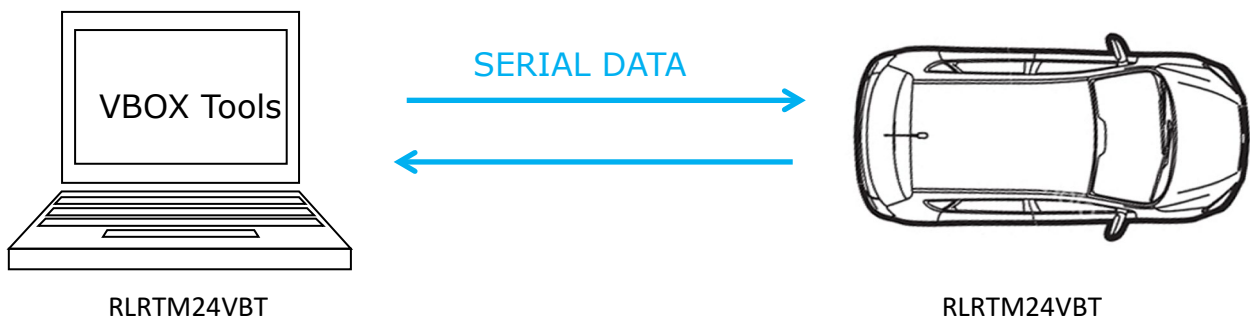 SERIAL DATA
VBOX Tools
RLRTM24VBT
RLRTM24VBT